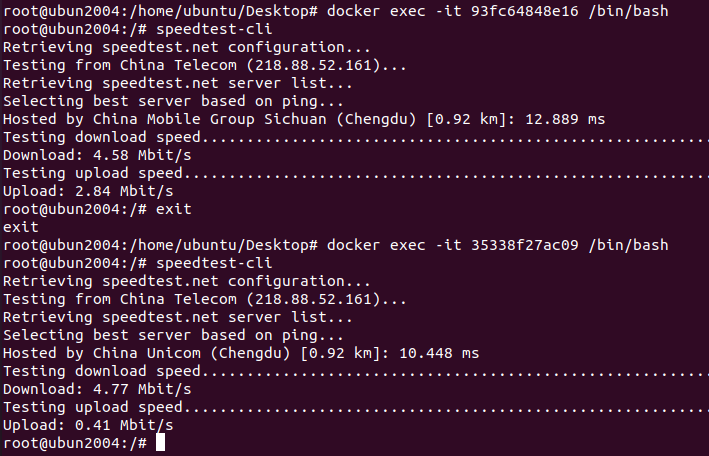 root@ubun2004:/home/ubuntu/Desktop# docker exec -it 93fc64848e16 /bin/bash
root@ubun2004:/# speedtest-cli
Retrieving speedtest.net configuration...
Testing from China Telecom (218.88.52.161)...
Retrieving speedtest.net server list...
Selecting best server based on ping...
Hosted by China Mobile Group Sichuan (Chengdu) [0.92 km]: 12.889 ms
Testing download speed............................................................
Download: 4.58 Mbit/s
Testing upload speed..............................................................
Upload: 2.84 Mbit/s
root@ubun2004:/# exit
exit
root@ubun2004:/home/ubuntu/Desktop# docker exec -it 35338f27ac09 /bin/bash
root@ubun2004:/# speedtest-cli
Retrieving speedtest.net configuration...
Testing from China Telecom (218.88.52.161)...
Retrieving speedtest.net server list...
Selecting best server based on ping...
Hosted by China Unicom (Chengdu) [0.92 km]: 10.448 ms
Testing download speed............................................................
Download: 4.77 Mbit/s
Testing upload speed..............................................................
Upload: 0.41 Mbit/s
root@ubun2004:/#